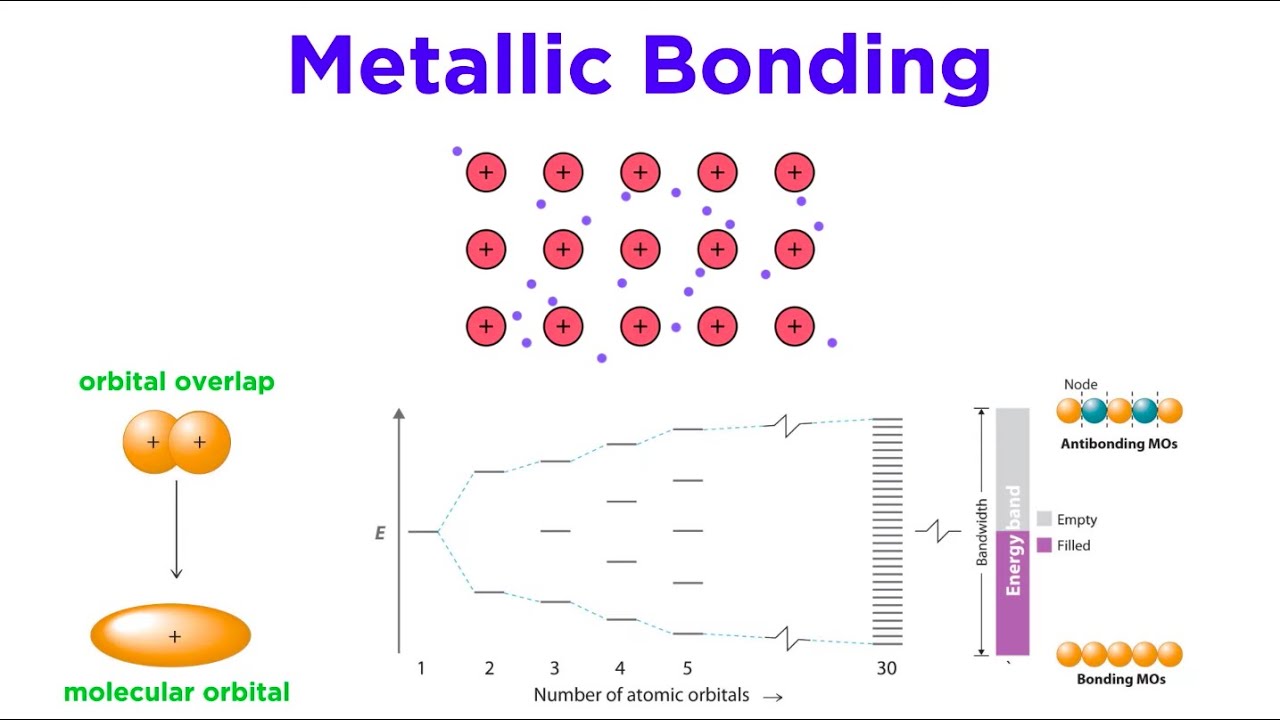 Metallic Bonding
+ + + + +
+ + + + +
+ + + + +
orbital overlap
+ +
+
molecular orbital
E
1 2 3 4 5 30
Number of atomic orbitals →
Bandwidth
Energy band
Empty
Filled
Node
Antibonding MOs
Bonding MOs